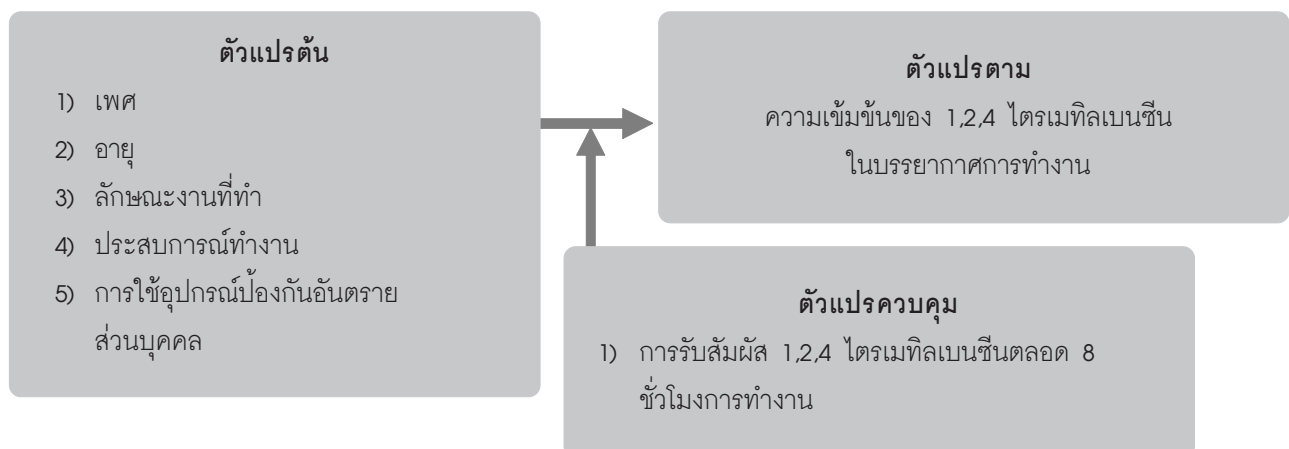 ตัวแปรต้น
1) เพศ
2) อายุ
3) ลักษณะงานที่ทำ
4) ประสบการณ์ทำงาน
5) การใช้อุปกรณ์ป้องกันอันตราย
ส่วนบุคคล
ตัวแปรตาม
ความเข้มข้นของ 1,2,4 ไตรเมทิลเบนซีน
ในบรรยากาศการทำงาน
ตัวแปรควบคุม
1) การรับสัมผัส 1,2,4 ไตรเมทิลเบนซีนตลอด 8
ชั่วโมงการทำงาน